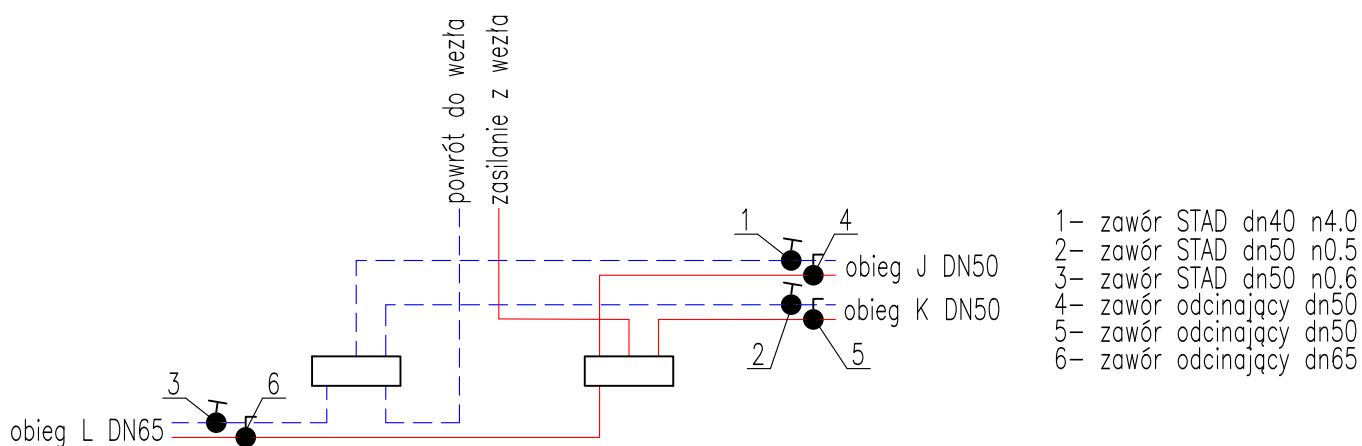 powrót do wezła
zasilanie z wezła
1
4
obieg J DN50
obieg K DN50
2
5
3
6
obieg L DN65
1- zawór STAD dn40 n4.0
2- zawór STAD dn50 n0.5
3- zawór STAD dn50 n0.6
4- zawór odcinający dn50
5- zawór odcinający dn50
6- zawór odcinający dn65